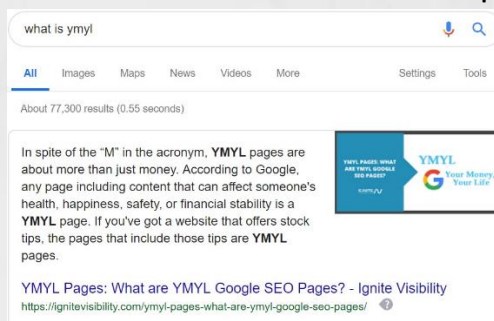 what is ymyl
All Images Maps News Videos More Settings Tools
About 77,300 results (0.55 seconds)
In spite of the “M” in the acronym, YMYL pages are
about more than just money. According to Google,
any page including content that can affect someone's
health, happiness, safety, or financial stability is a
YMYL page. If you've got a website that offers stock
tips, the pages that include those tips are YMYL
pages.
YMYL PAGES: WHAT
ARE YMYL GOOGLE
SEO PAGES?
YMYL
G Your Money,
Your Life
YMYL Pages: What are YMYL Google SEO Pages? - Ignite Visibility
https://ignitevisibility.com/ymyl-pages-what-are-ymyl-google-seo-pages/